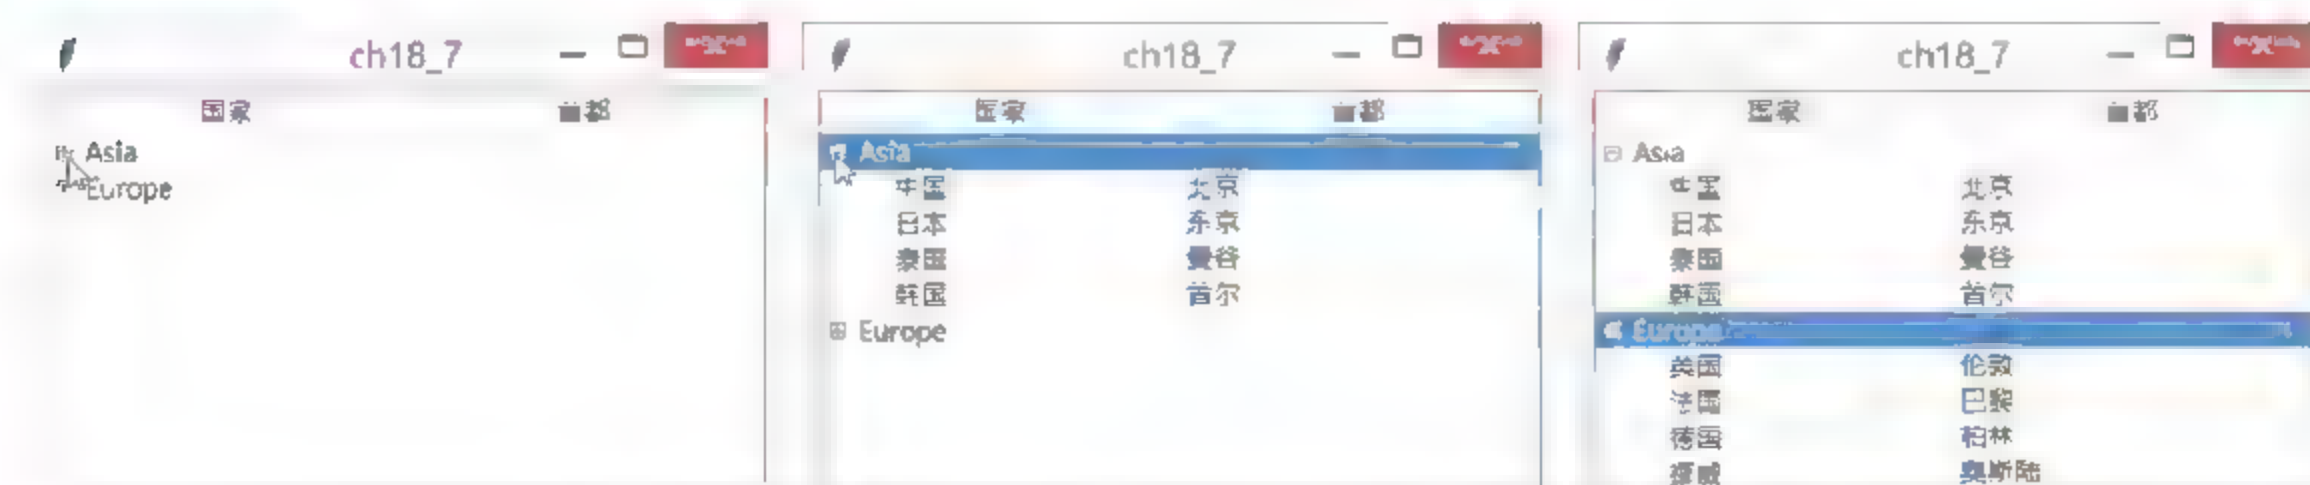 ch18_7
国家 首都
Asia
Europe
ch18_7
国家 首都
Asia
中国 北京
日本 东京
泰国 曼谷
韩国 首尔
Europe
ch18_7
国家 首都
Asia
中国 北京
日本 东京
泰国 曼谷
韩国 首尔
Europe
英国 伦敦
法国 巴黎
德国 柏林
挪威 奥斯陆